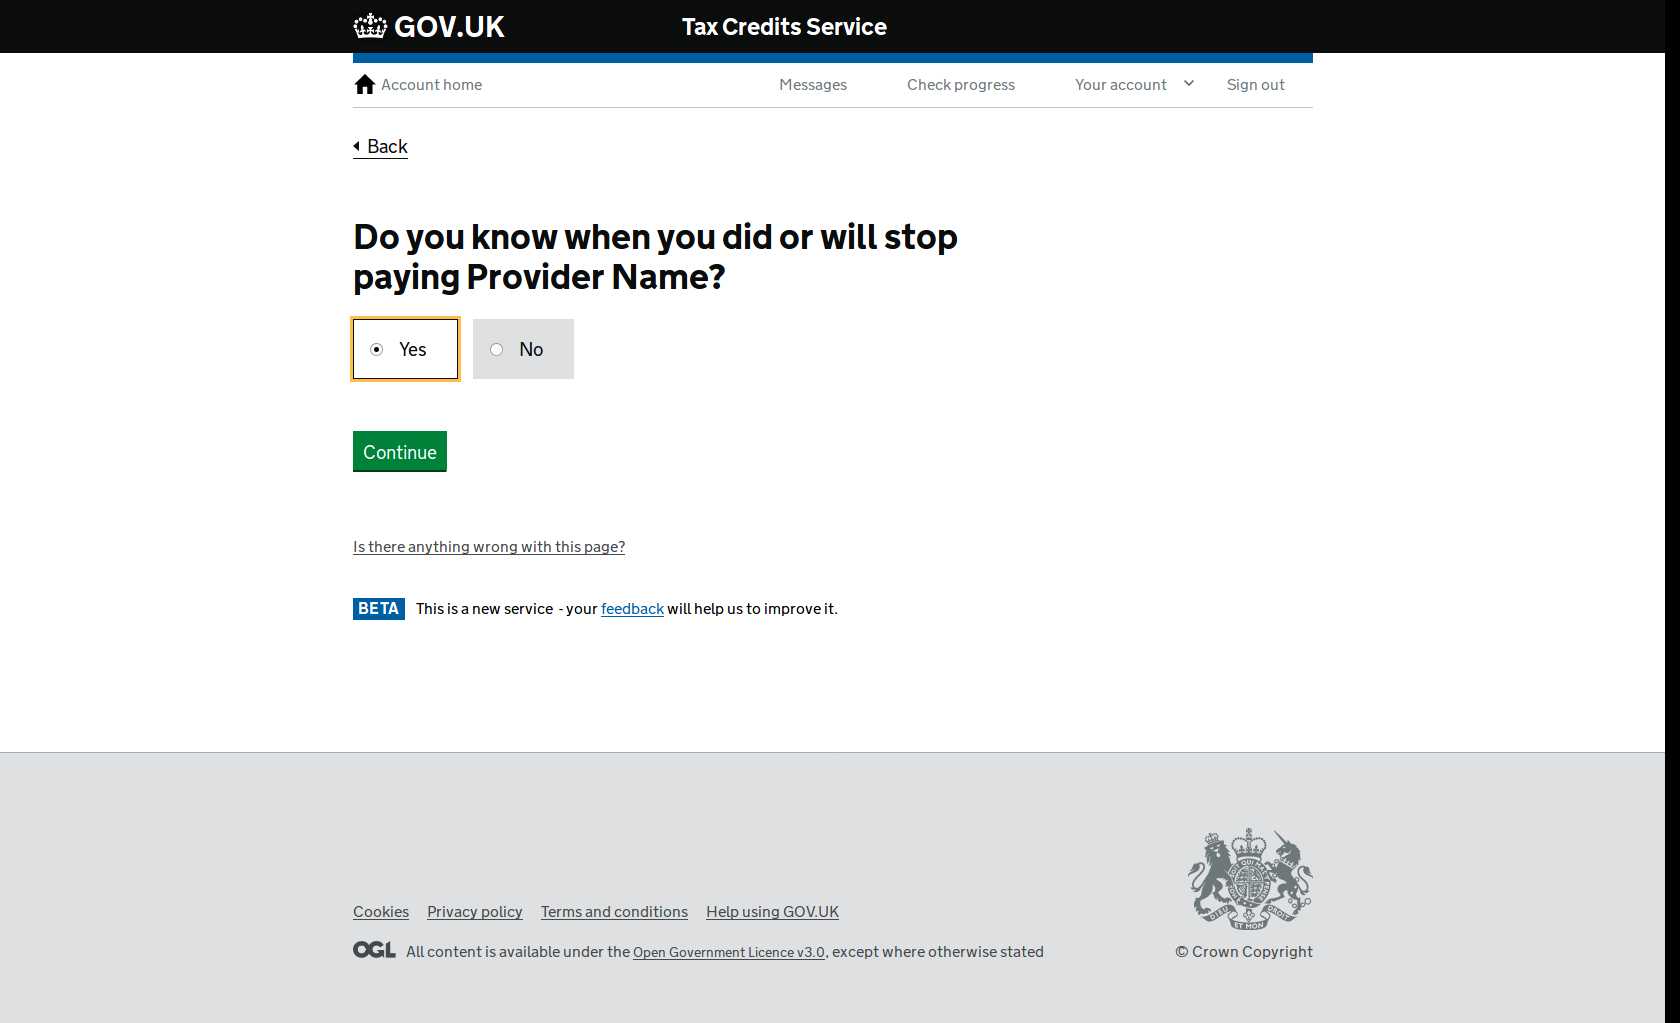 GOV.UK
Tax Credits Service
Account home
Messages
Check progress
Your account
Sign out
Back
Do you know when you did or will stop
paying Provider Name?
Yes
No
Continue
Is there anything wrong with this page?
BETA This is a new service - your feedback will help us to improve it.
Cookies
Privacy policy
Terms and conditions
Help using GOV.UK
OGL All content is available under the Open Government Licence v3.0, except where otherwise stated
© Crown Copyright